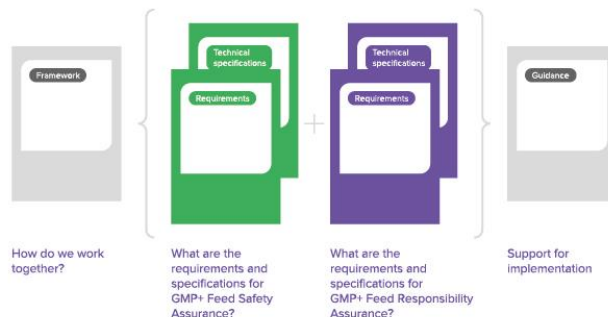 Framework
Technical
specifications
Requirements
+
Technical
specifications
Requirements
Guidance
How do we work
together?
What are the
requirements and
specifications for
GMP+ Feed Safety
Assurance?
What are the
requirements and
specifications for
GMP+ Feed Responsibility
Assurance?
Support for
implementation